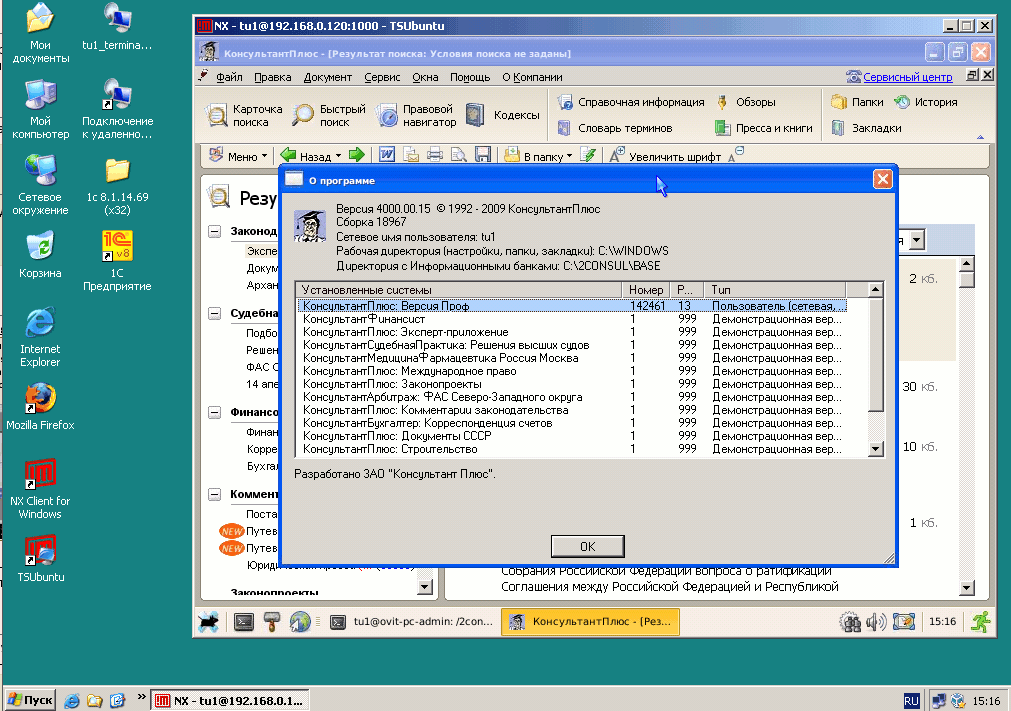 Мои документы
tu1_termina...
Мой компьютер
Подключение к удаленно...
Сетевое окружение
1c 8.1.14.69 (x32)
Корзина
1С Предприятие
Internet Explorer
Mozilla Firefox
NX Client for Windows
TSUbuntu
NX - tu1@192.168.0.120:1000 - TSUbuntu
КонсультантПлюс - [Результат поиска: Условия поиска не заданы]
Файл Правка Документ Сервис Окна Помощь О Компании Сервисный центр
Карточка поиска
Быстрый поиск
Правовой навигатор
Кодексы
Справочная информация
Словарь терминов
Обзоры
Пресса и книги
Папки
История
Закладки
Меню Назад В папку Увеличить шрифт
Резу
Законод
Экспе
Докум
Архан
Судебна
Подбо
Решен
ФАС С
14 апе
Финансо
Финан
Корре
Бухгал
Коммент
Поста
NEW Путев
NEW Путев
Законопроекты
я
2 кб.
30 кб.
10 кб.
1 кб.
О программе
Версия 4000.00.15 © 1992 - 2009 КонсультантПлюс
Сборка 18967
Сетевое имя пользователя: tu1
Рабочая директория (настройки, папки, закладки): C:\WINDOWS
Директория с Информационными банками: C:\2CONSUL\BASE
Установленные системы Номер Р... Тип
КонсультантПлюс: Версия Проф 142461 13 Пользователь (сетевая,...
КонсультантФинансист 1 999 Демонстрационная вер...
КонсультантПлюс: Эксперт-приложение 1 999 Демонстрационная вер...
КонсультантСудебнаяПрактика: Решения высших судов 1 999 Демонстрационная вер...
КонсультантМедицинаФармацевтика Россия Москва 1 999 Демонстрационная вер...
КонсультантПлюс: Международное право 1 999 Демонстрационная вер...
КонсультантПлюс: Законопроекты 1 999 Демонстрационная вер...
КонсультантАрбитраж: ФАС Северо-Западного округа 1 999 Демонстрационная вер...
КонсультантПлюс: Комментарии законодательства 1 999 Демонстрационная вер...
КонсультантБухгалтер: Корреспонденция счетов 1 999 Демонстрационная вер...
КонсультантПлюс: Документы СССР 1 999 Демонстрационная вер...
КонсультантПлюс: Строительство 1 999 Демонстрационная вер...
Разработано ЗАО "Консультант Плюс".
OK
Собрания Российской Федерации вопроса о ратификации
Соглашения между Российской Федерацией и Республикой
tu1@ovit-pc-admin: /2con...
КонсультантПлюс - [Рез...
15:16
Пуск
NX - tu1@192.168.0.1...
RU
15:16